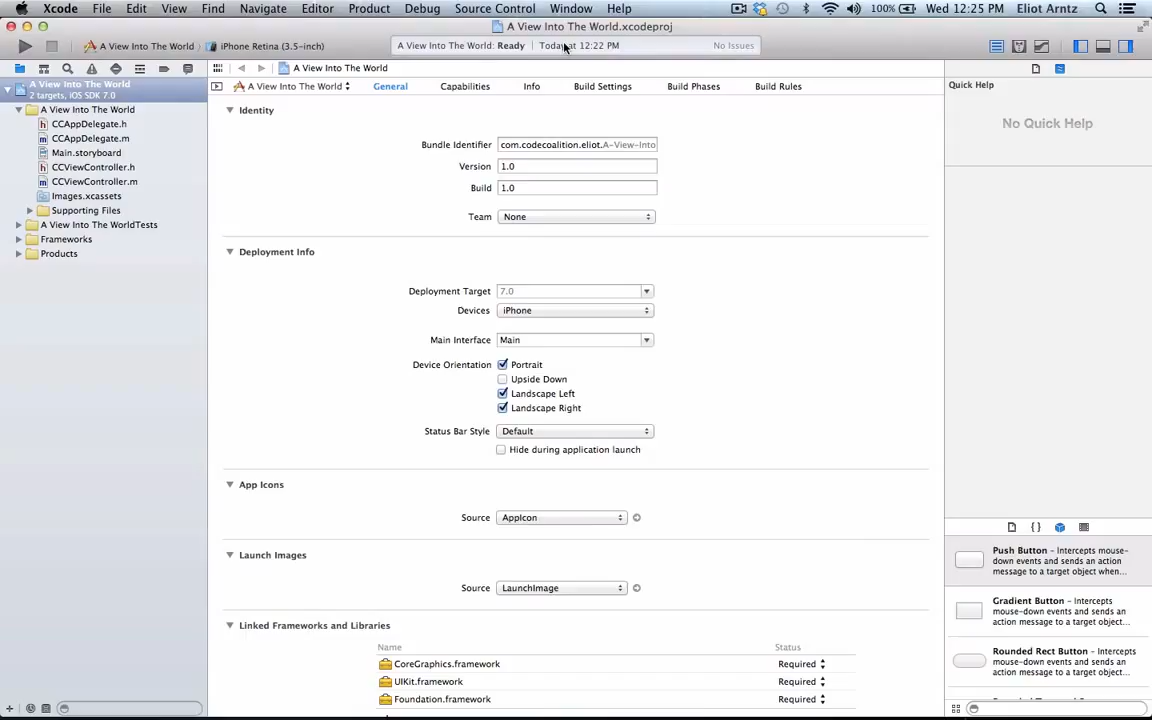 Xcode File Edit View Find Navigate Editor Product Debug Source Control Window Help 100% Wed 12:25 PM Eliot Arntz
A View Into The World.xcodeproj
A View Into The World iPhone Retina (3.5-inch)
A View Into The World: Ready Today at 12:22 PM No Issues
A View Into The World
A View Into The World
2 targets, iOS SDK 7.0
A View Into The World
CCAppDelegate.h
CCAppDelegate.m
Main.storyboard
CCViewController.h
CCViewController.m
Images.xcassets
Supporting Files
A View Into The WorldTests
Frameworks
Products
A View Into The World General Capabilities Info Build Settings Build Phases Build Rules
Identity
Bundle Identifier com.codecoalition.eliot.A-View-Into
Version 1.0
Build 1.0
Team None
Deployment Info
Deployment Target 7.0
Devices iPhone
Main Interface Main
Device Orientation Portrait
Upside Down
Landscape Left
Landscape Right
Status Bar Style Default
Hide during application launch
App Icons
Source AppIcon
Launch Images
Source LaunchImage
Linked Frameworks and Libraries
Name Status
CoreGraphics.framework Required
UIKit.framework Required
Foundation.framework Required
Quick Help
No Quick Help
{}
Push Button - Intercepts mouse-
down events and sends an action
message to a target object when...
Gradient Button - Intercepts
mouse-down events and sends an
action message to a target object...
Rounded Rect Button - Intercepts
mouse-down events and sends an
action message to a target object...